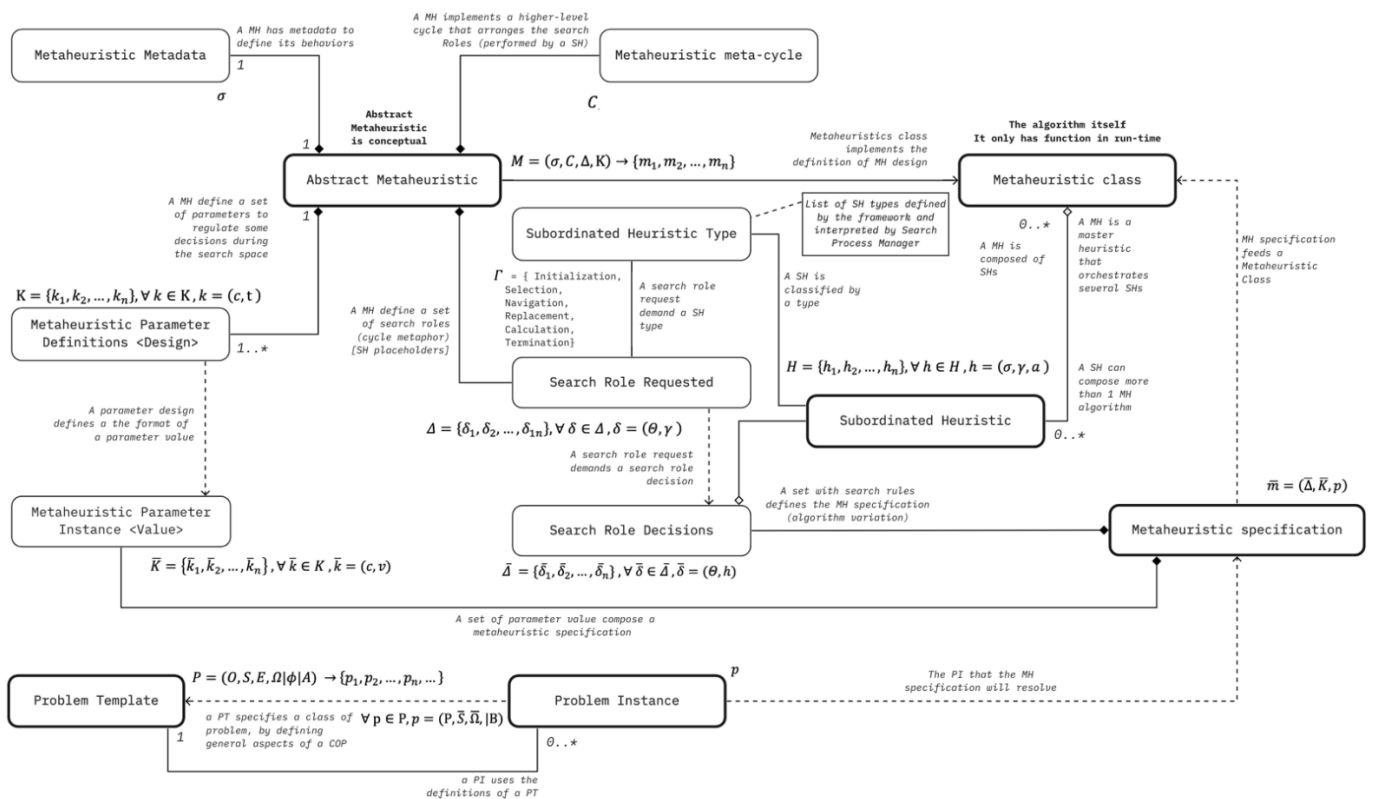 A MH has metadata to
define its behaviors
A MH implements a higher-level
cycle that arranges the search
Roles (performed by a SH)
Metaheuristic Metadata
1
σ
Metaheuristic meta-cycle
C
Abstract
Metaheuristic
is conceptual
1
Abstract Metaheuristic
1
M = (σ, C, Δ, K) → {m₁, m₂, ..., mₙ}
Metaheuristics class
implements the
definition of MH design
The algorithm itself
It only has function in run-time
Metaheuristic class
0..*
A MH define a set
of parameters to
regulate some
decisions during
the search space
Subordinated Heuristic Type
List of SH types defined
by the framework and
interpreted by Search
Process Manager
A MH is
composed of
SHs
A MH is a
master
heuristic
that
orchestrates
several SHs
MH specification
feeds a
Metaheuristic
Class
K = {k₁, k₂, ..., kₙ}, ∀ k ∈ K, k = (c, t)
Metaheuristic Parameter
Definitions <Design>
1..*
A MH define a set
of search roles
(cycle metaphor)
[SH placeholders]
Γ = { Initialization,
Selection,
Navigation,
Replacement,
Calculation,
Termination}
A search role
request
demand a SH
type
A SH is
classified by
a type
Search Role Requested
Δ = {δ₁, δ₂, ..., δ₁ₙ}, ∀ δ ∈ Δ, δ = (Θ, γ )
H = {h₁, h₂, ..., hₙ}, ∀ h ∈ H , h = (σ, γ, a )
Subordinated Heuristic
0..*
A SH can
compose more
than 1 MH
algorithm
A parameter design
defines a the format of
a parameter value
A search role request
demands a search role
decision
Metaheuristic Parameter
Instance <Value>
K̅ = {k̅₁, k̅₂, ..., k̅ₙ}, ∀ k̅ ∈ K , k̅ = (c, v)
Search Role Decisions
Δ̅ = {δ̅₁, δ̅₂, ..., δ̅ₙ}, ∀ δ̅ ∈ Δ̅, δ̅ = (Θ, h)
A set with search rules
defines the MH specification
(algorithm variation)
m̅ = (Δ̅, K̅, p)
Metaheuristic specification
A set of parameter value compose a
metaheuristic specification
Problem Template
1
P = (O, S, E, Ω|ϕ|A) → {p₁, p₂, ..., pₙ, ...}
a PT specifies a class of
problem, by defining
general aspects of a COP
∀ p ∈ P, p = (P, S̅, Ω̅, |B)
Problem Instance
p
0..*
The PI that the MH
specification will resolve
a PI uses the
definitions of a PT